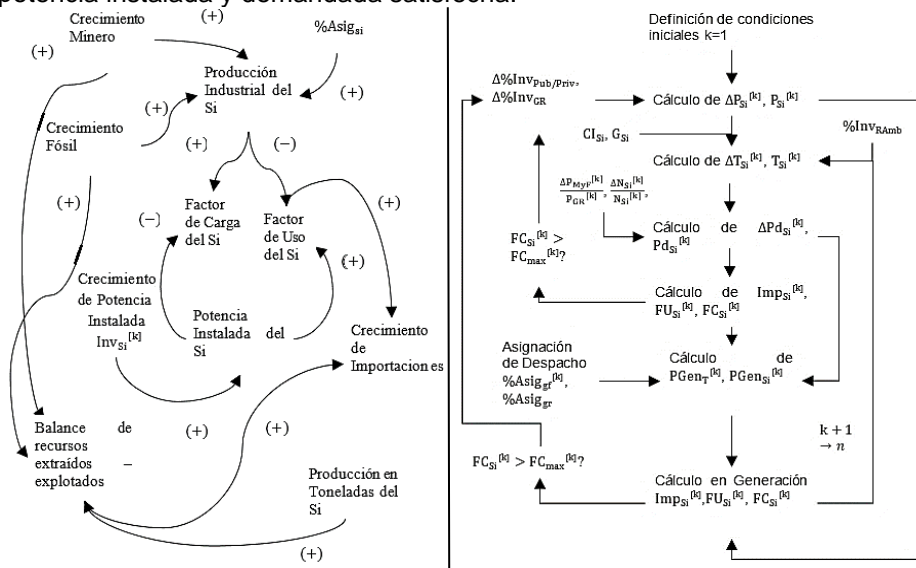 potencia instalada y demandada satisfecha.
Crecimiento
Minero
(+)
(+)
%Asig_Si
Producción
Industrial del
Si
(+)
(+)
Crecimiento
Fósil
(+)
(−)
(+)
Factor
de Carga
del Si
Factor
de Uso
del Si
(+)
(−)
(+)
Crecimiento
de Potencia
Instalada
Inv_Si^[k]
Potencia
Instalada del
Si
Crecimiento
de
Importaciones
Balance de
recursos
extraídos –
explotados
(+)
(+)
Producción en
Toneladas del
Si
(+)
Definición de condiciones
iniciales k=1
Δ%Inv_Pub/Priv,
Δ%Inv_GR
Cálculo de ΔP_Si^[k], P_Si^[k]
CI_Si, G_Si
%Inv_RAmb
Cálculo de ΔT_Si^[k], T_Si^[k]
ΔP_MyF^[k]/P_GR^[k], ΔN_Si^[k]/N_Si^[k],
Cálculo de ΔPd_Si^[k],
Pd_Si^[k]
FC_Si^[k] >
FC_max^[k]?
Cálculo de Imp_Si^[k],
FU_Si^[k], FC_Si^[k]
Asignación
de Despacho
%Asig_gf^[k],
%Asig_gr
Cálculo de
PGen_T^[k], PGen_Si^[k]
k + 1
→ n
FC_Si^[k] > FC_max^[k]?
Cálculo en Generación
Imp_Si^[k],FU_Si^[k], FC_Si^[k]